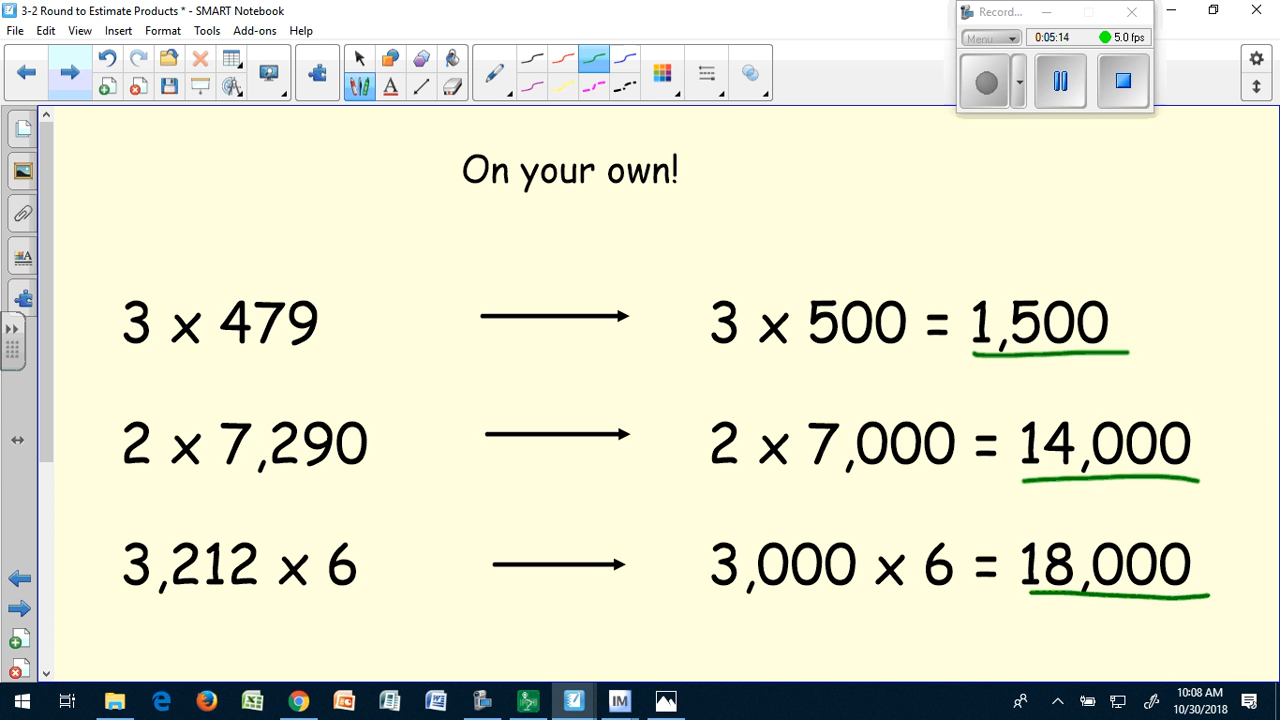 3-2 Round to Estimate Products * - SMART Notebook
Record...
File Edit View Insert Format Tools Add-ons Help
Menu 0:05:14 5.0 fps
On your own!
3 x 479 3 x 500 = 1,500
2 x 7,290 2 x 7,000 = 14,000
3,212 x 6 3,000 x 6 = 18,000
IM
10:08 AM
10/30/2018